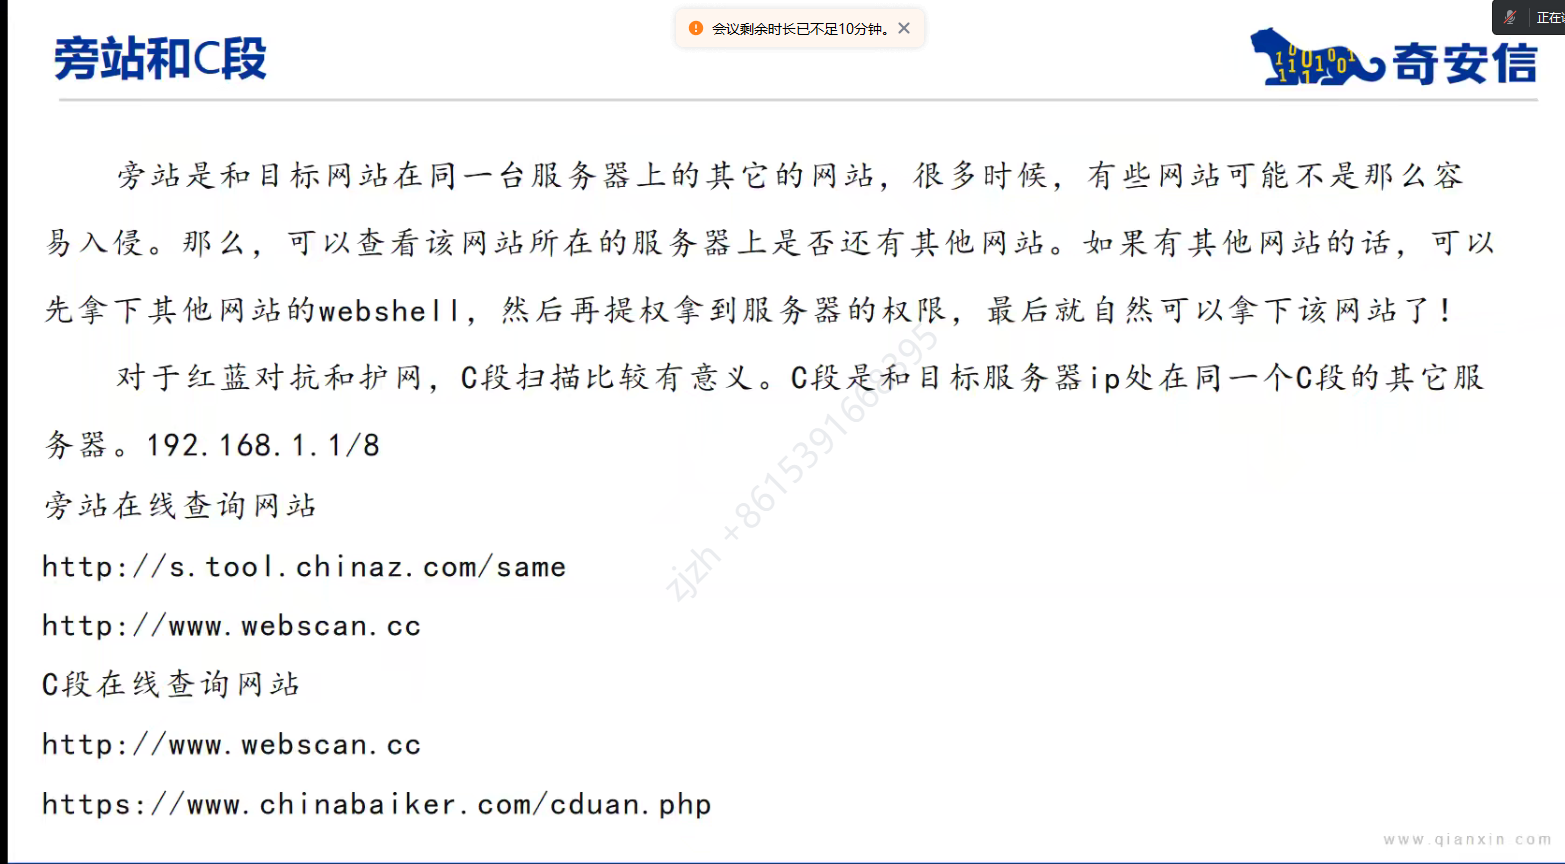 会议剩余时长已不足10分钟。
正在讲
旁站和C段
奇安信
旁站是和目标网站在同一台服务器上的其它的网站，很多时候，有些网站可能不是那么容
易入侵。那么，可以查看该网站所在的服务器上是否还有其他网站。如果有其他网站的话，可以
先拿下其他网站的webshell，然后再提权拿到服务器的权限，最后就自然可以拿下该网站了！
对于红蓝对抗和护网，C段扫描比较有意义。C段是和目标服务器ip处在同一个C段的其它服
务器。192.168.1.1/8
旁站在线查询网站
http://s.tool.chinaz.com/same
http://www.webscan.cc
C段在线查询网站
http://www.webscan.cc
https://www.chinabaiker.com/cduan.php
zjzh +8615391668395
www.qianxin.com